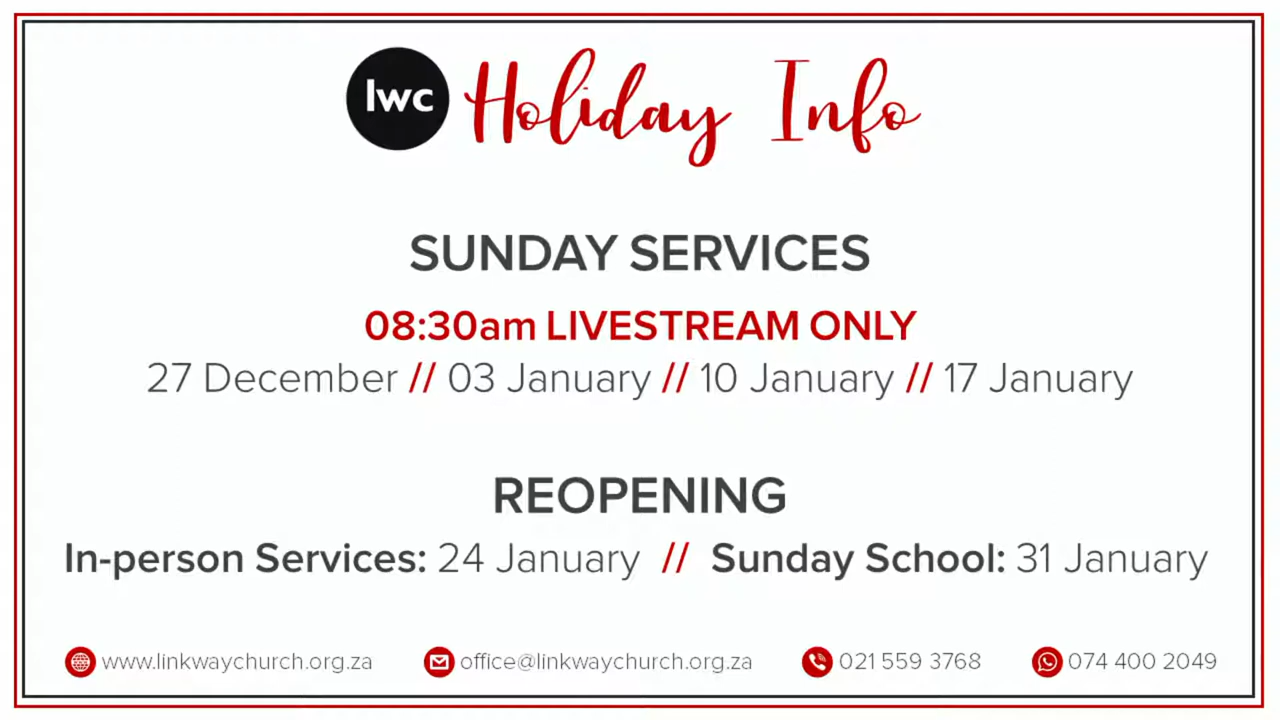 lwc Holiday Info
SUNDAY SERVICES
08:30am LIVESTREAM ONLY
27 December // 03 January // 10 January // 17 January
REOPENING
In-person Services: 24 January // Sunday School: 31 January
www.linkwaychurch.org.za office@linkwaychurch.org.za 021 559 3768 074 400 2049